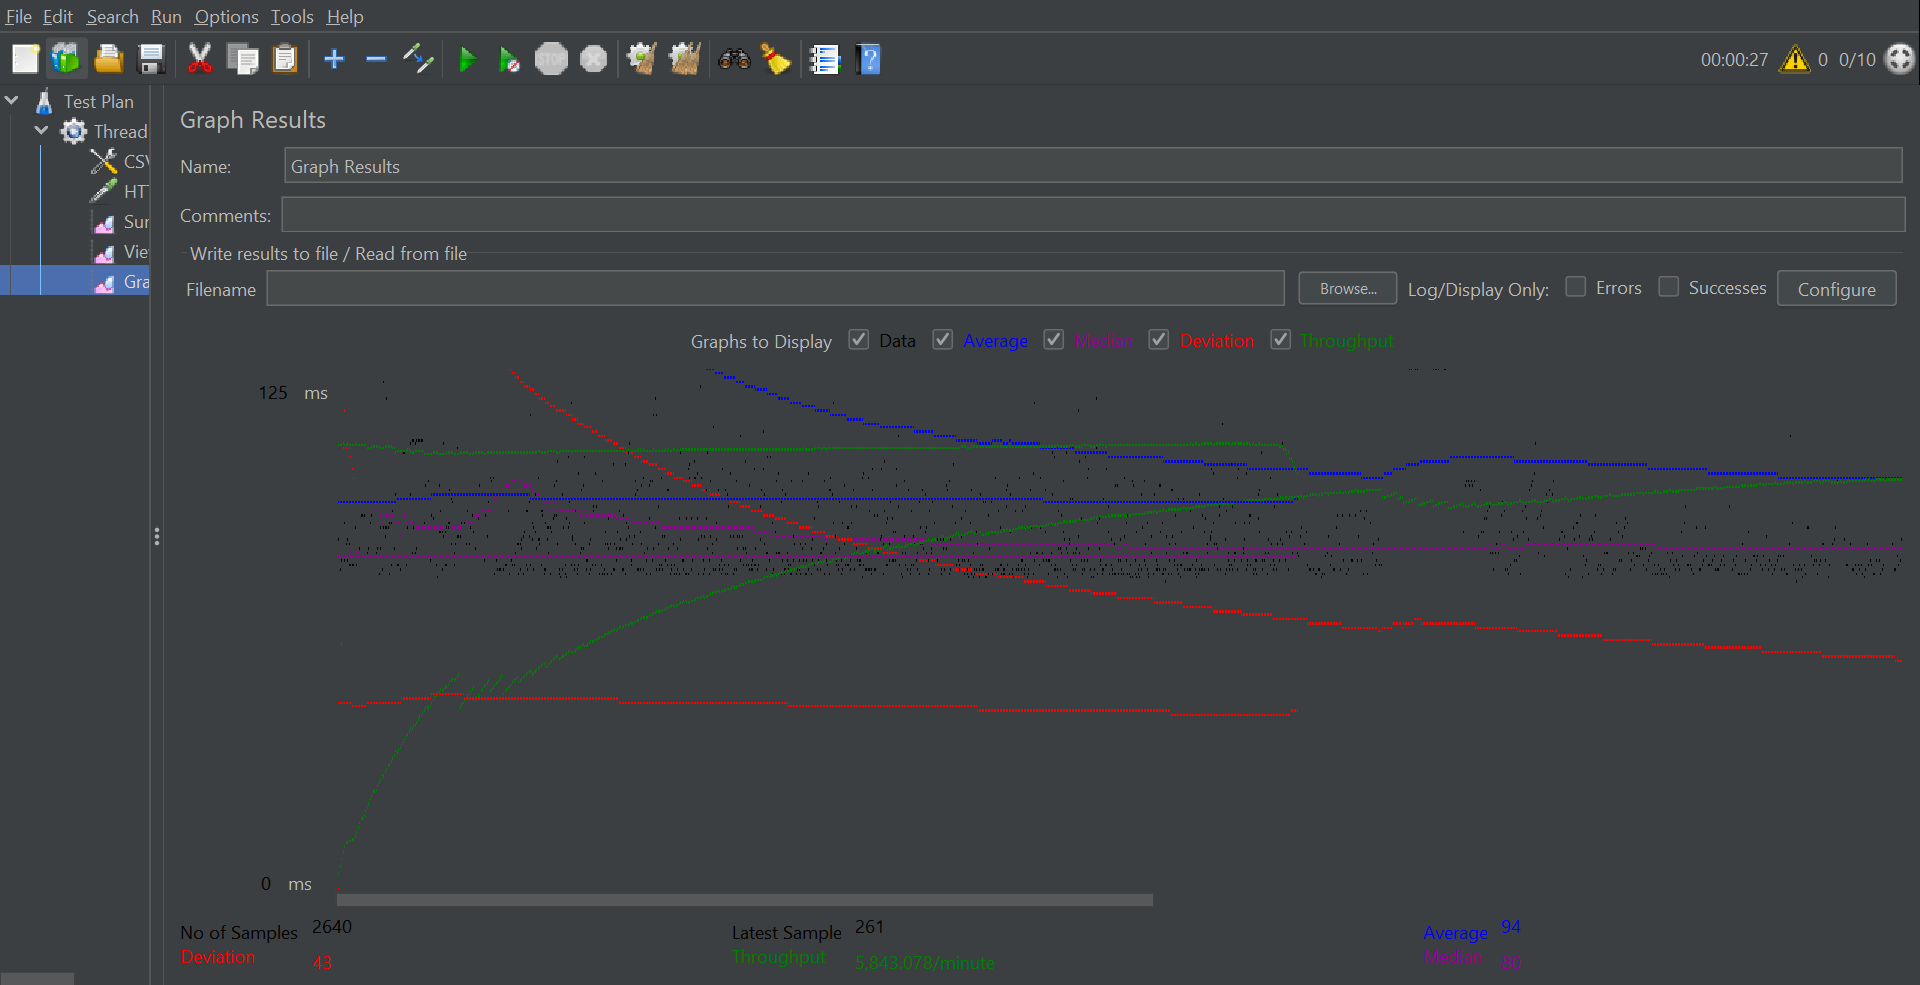 File Edit Search Run Options Tools Help
STOP
00:00:27 0 0/10
Test Plan
Thread
CSV
HTT
Sur
Vie
Gra
Graph Results
Name: Graph Results
Comments:
Write results to file / Read from file
Filename Browse... Log/Display Only: Errors Successes Configure
Graphs to Display Data Average Median Deviation Throughput
125 ms
0 ms
No of Samples 2640 Latest Sample 261 Average 94
Deviation 43 Throughput 5,843.078/minute Median 80